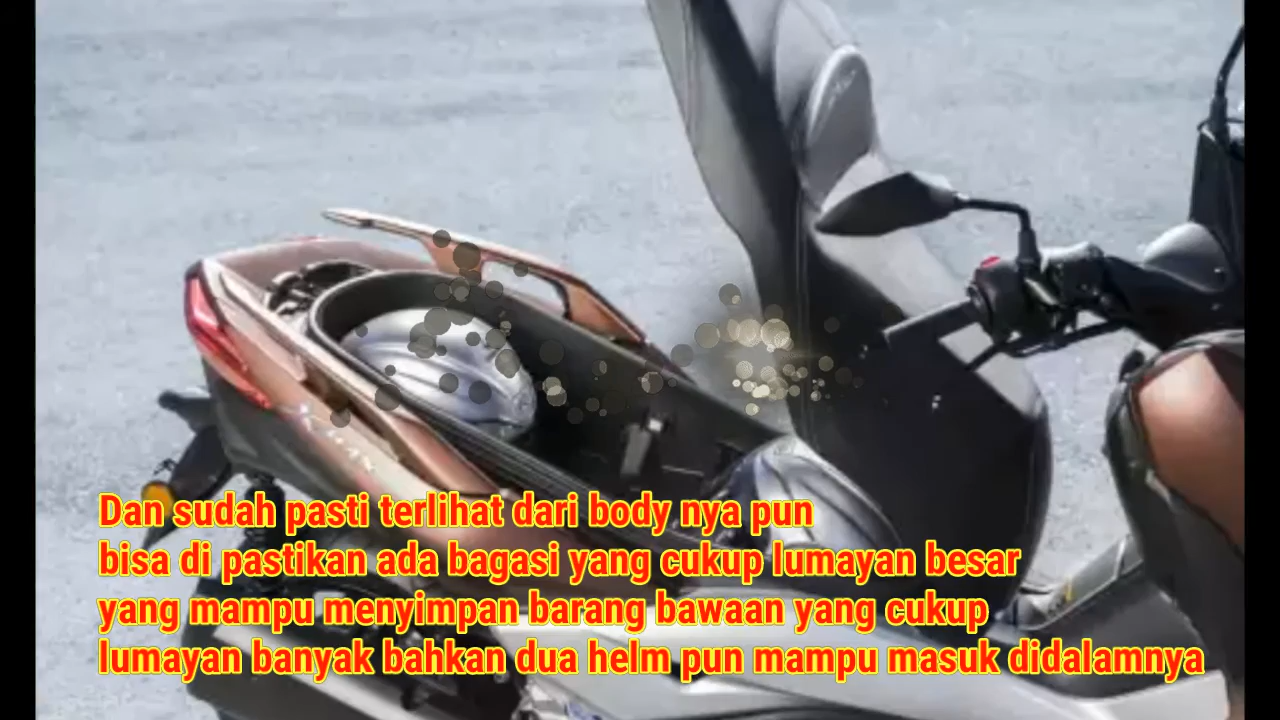 Dan sudah pasti terlihat dari body nya pun
bisa di pastikan ada bagasi yang cukup lumayan besar
yang mampu menyimpan barang bawaan yang cukup
lumayan banyak bahkan dua helm pun mampu masuk didalamnya